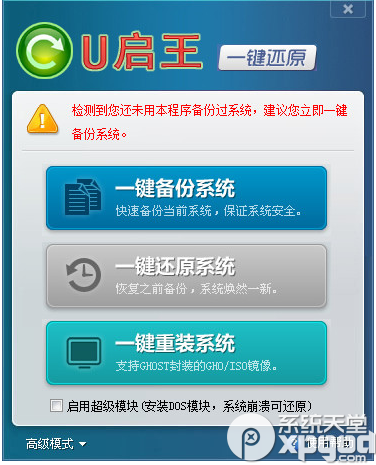 U启王 一键还原
检测到您还未用本程序备份过系统，建议您立即一键
备份系统。
一键备份系统
快速备份当前系统，保证系统安全。
一键还原系统
恢复之前备份，系统焕然一新。
一键重装系统
支持GHOST封装的GHO/ISO镜像。
启用超级模块(安装DOS模块，系统崩溃可还原)
高级模式
系统天堂
xpgod